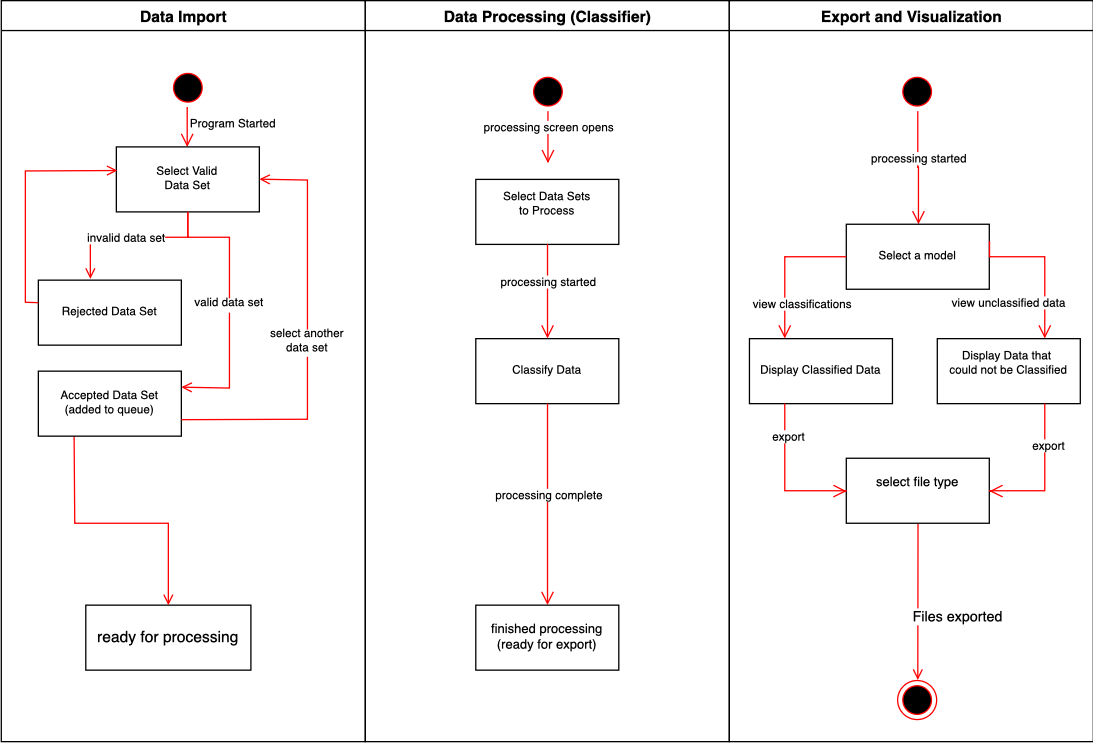 Data Import
Data Processing (Classifier)
Export and Visualization
Program Started
Select Valid
Data Set
invalid data set
Rejected Data Set
valid data set
select another
data set
Accepted Data Set
(added to queue)
ready for processing
processing screen opens
Select Data Sets
to Process
processing started
Classify Data
processing complete
finished processing
(ready for export)
processing started
Select a model
view classifications
view unclassified data
Display Classified Data
Display Data that
could not be Classified
export
export
select file type
Files exported